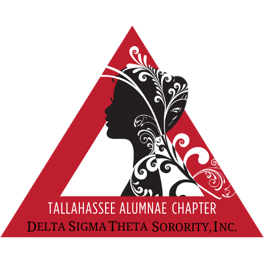 TALLAHASSEE ALUMNAE CHAPTER
DELTA SIGMA THETA SORORITY, INC.